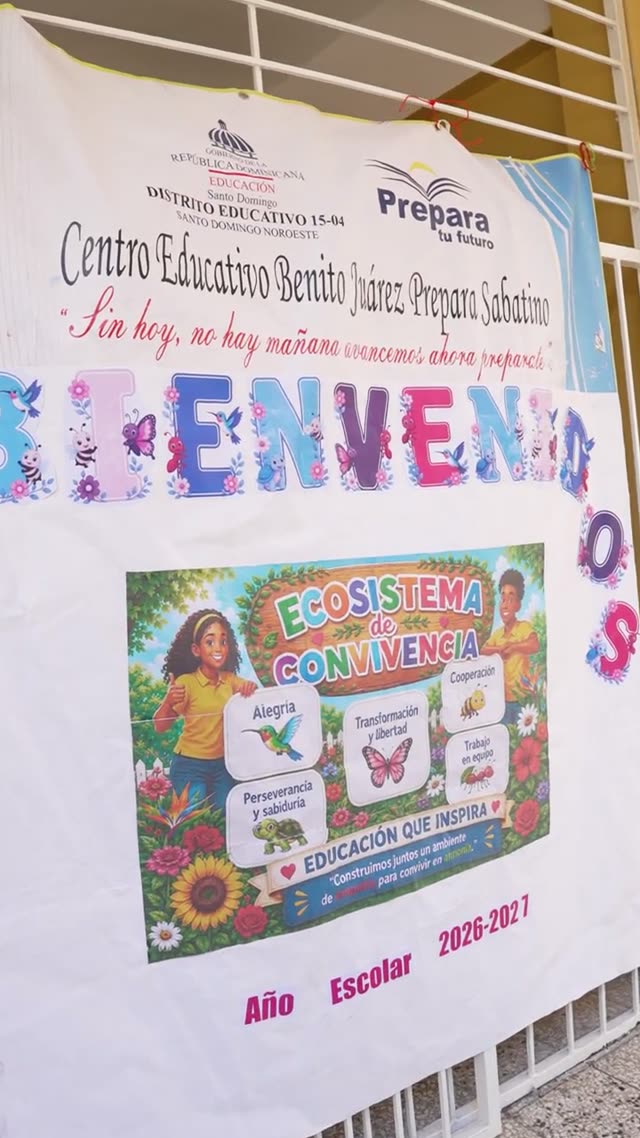 GOBIERNO DE LA
REPÚBLICA DOMINICANA
EDUCACIÓN
Santo Domingo
DISTRITO EDUCATIVO 15-04
SANTO DOMINGO NOROESTE
Prepara
tu futuro
Centro Educativo Benito Juárez Prepara Sabatino
"Sin hoy, no hay mañana avancemos ahora preparate"
BIENVENIDOS
ECOSISTEMA
de
CONVIVENCIA
Alegría
Transformación
y libertad
Cooperación
Perseverancia
y sabiduría
Trabajo
en equipo
EDUCACIÓN QUE INSPIRA
"Construimos juntos un ambiente
de para convivir en armonía."
Año Escolar 2026-2027